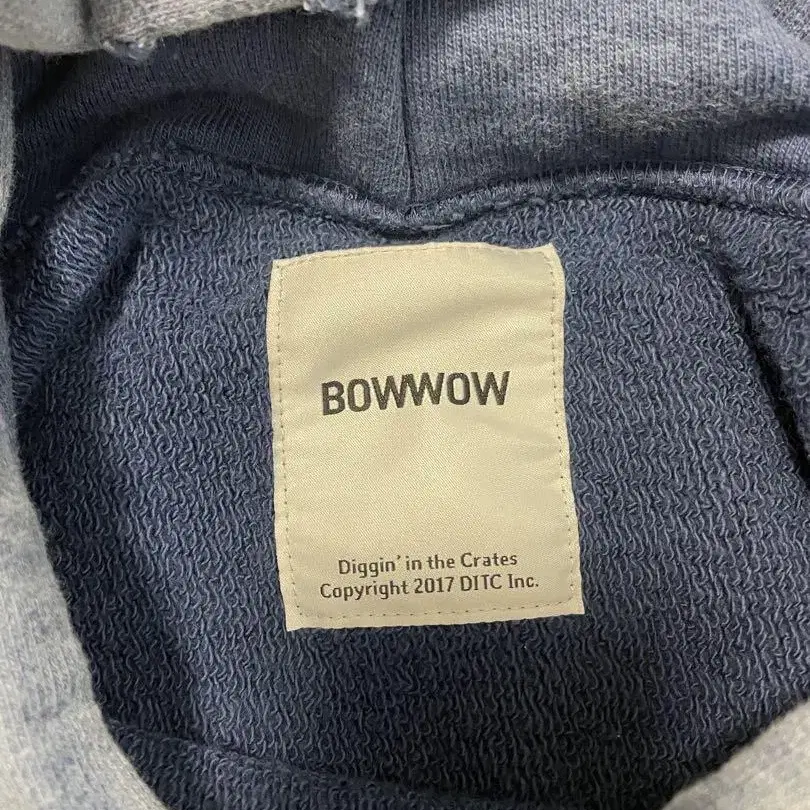 BOWWOW
Diggin' in the Crates
Copyright 2017 DITC Inc.